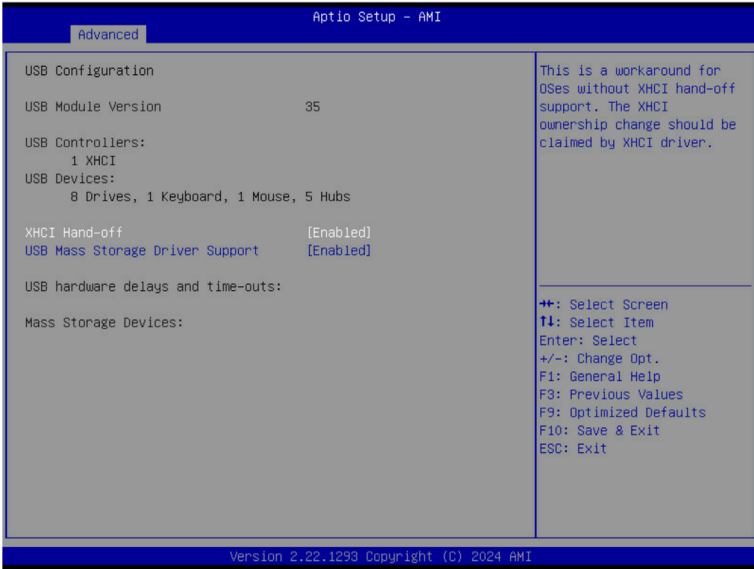 Aptio Setup - AMI
Advanced
USB Configuration
USB Module Version 35
USB Controllers:
1 XHCI
USB Devices:
8 Drives, 1 Keyboard, 1 Mouse, 5 Hubs
XHCI Hand-off [Enabled]
USB Mass Storage Driver Support [Enabled]
USB hardware delays and time-outs:
Mass Storage Devices:
This is a workaround for
OSes without XHCI hand-off
support. The XHCI
ownership change should be
claimed by XHCI driver.
→←: Select Screen
↑↓: Select Item
Enter: Select
+/-: Change Opt.
F1: General Help
F3: Previous Values
F9: Optimized Defaults
F10: Save & Exit
ESC: Exit
Version 2.22.1293 Copyright (C) 2024 AMI